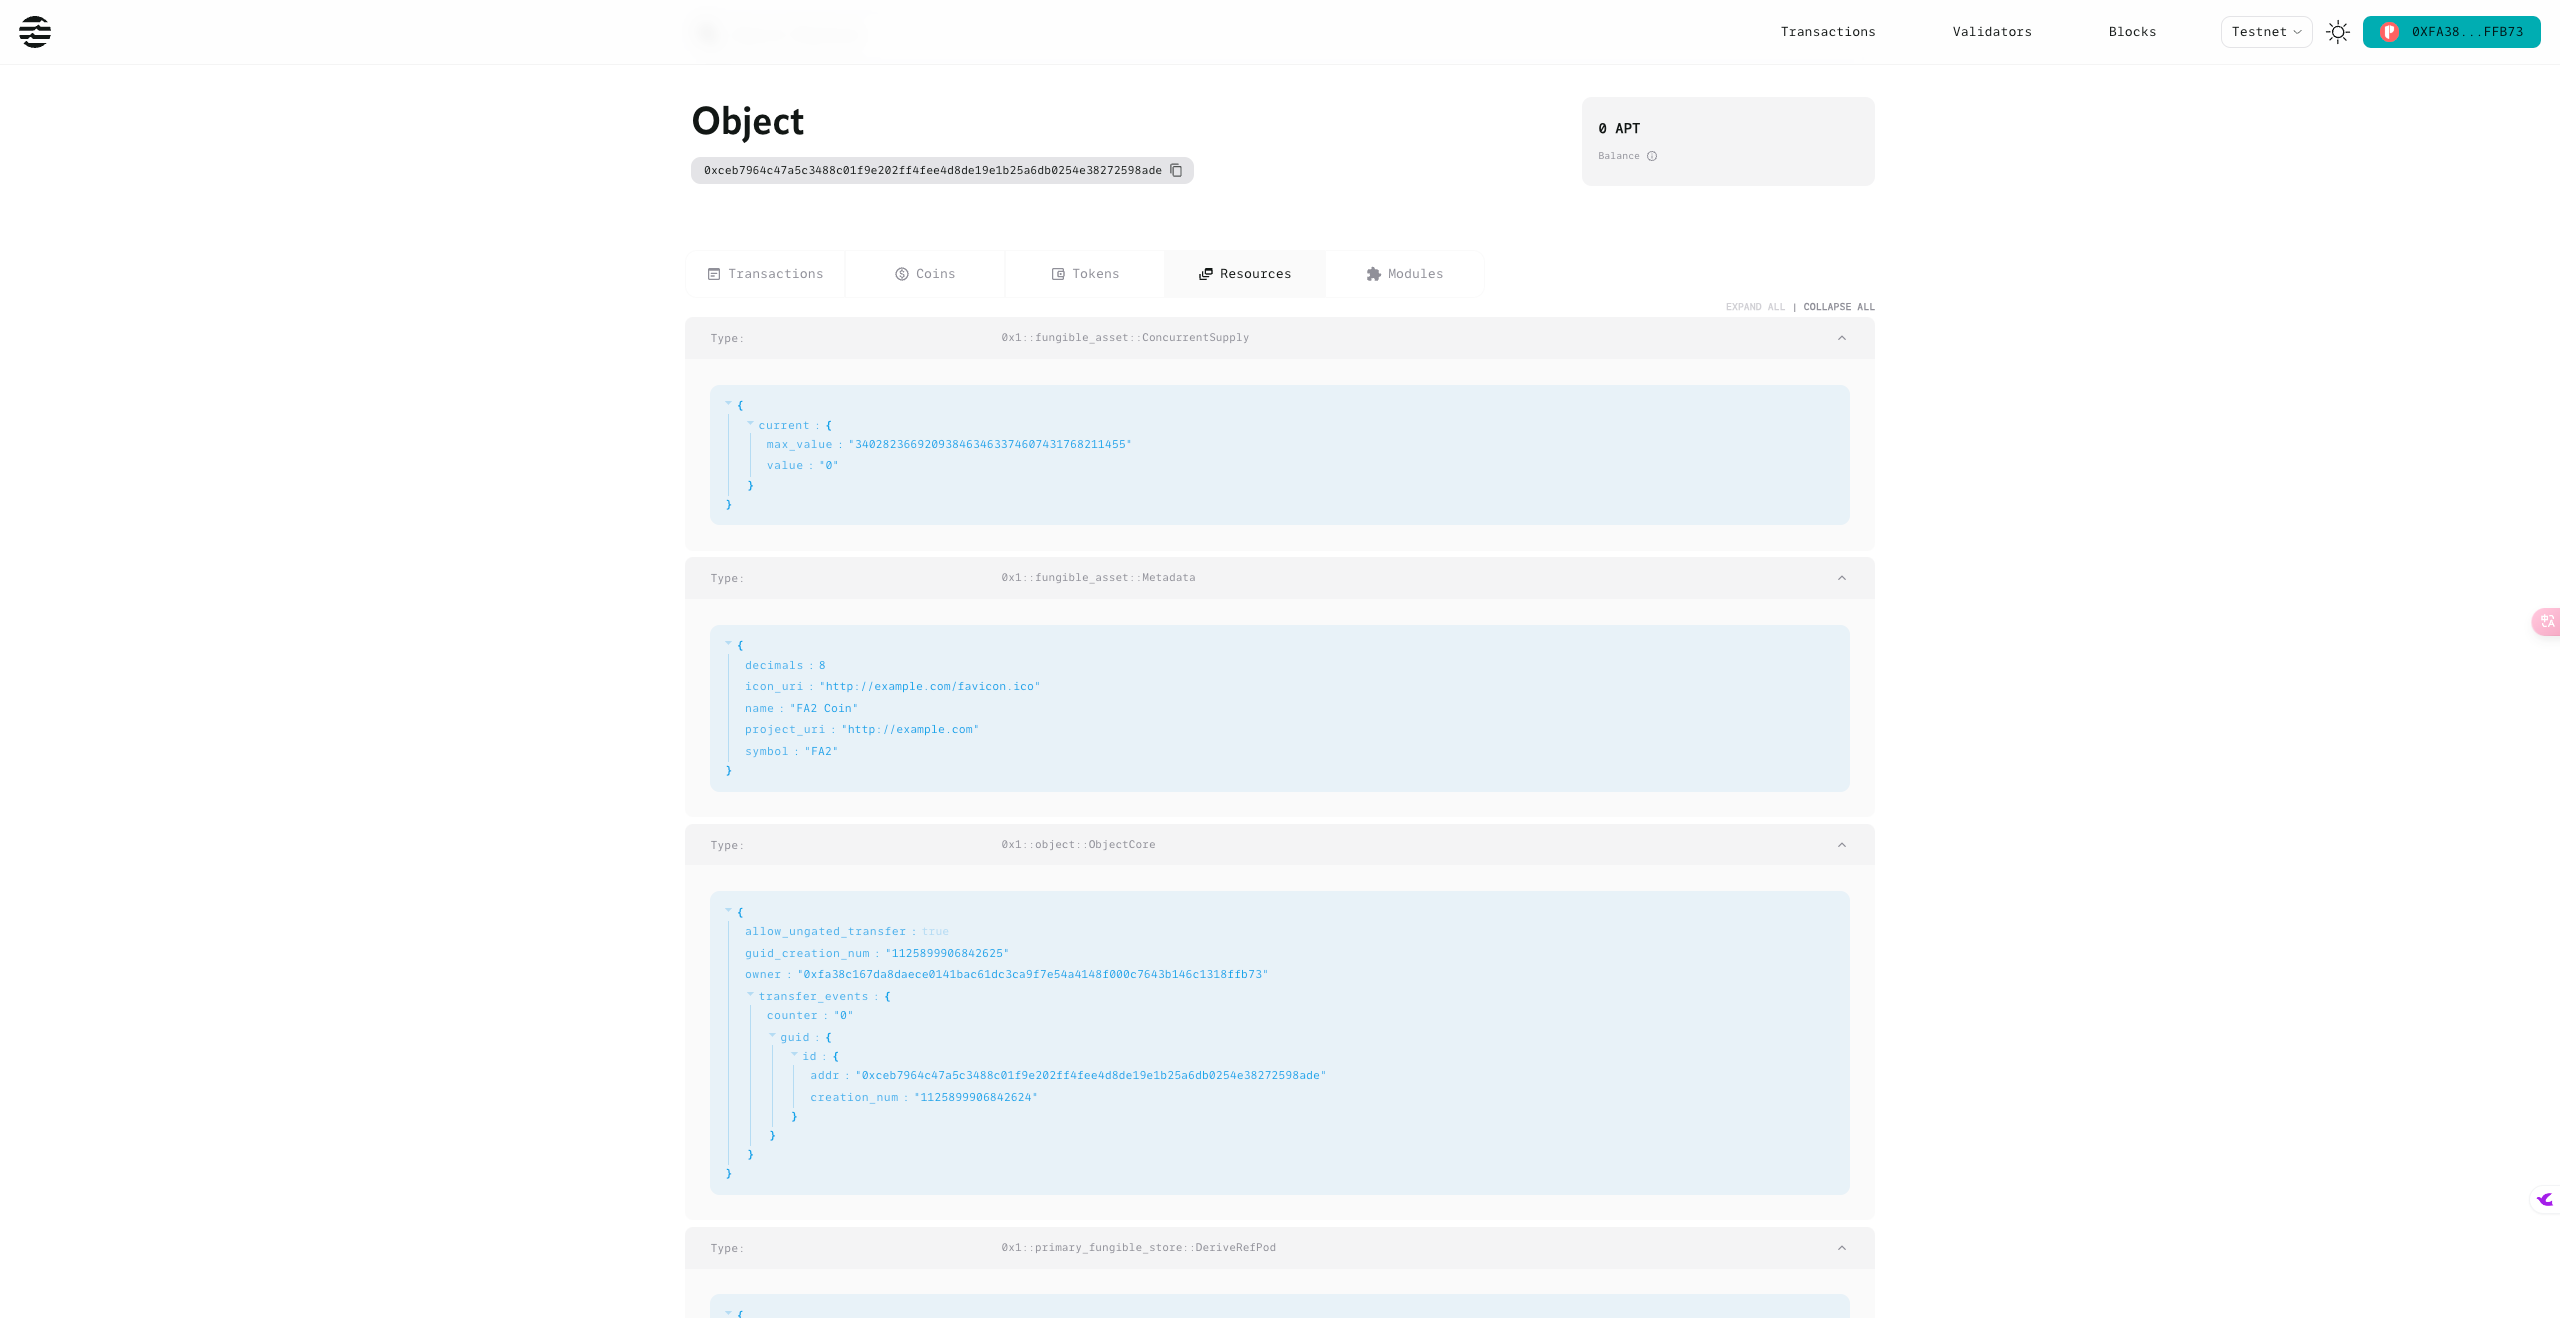 Transactions Validators Blocks Testnet 0XFA38...FFB73
Object
0xceb7964c47a5c3488c01f9e202ff4fee4d8de19e1b25a6db0254e38272598ade
0 APT
Balance
Transactions Coins Tokens Resources Modules
EXPAND ALL | COLLAPSE ALL
Type: 0x1::fungible_asset::ConcurrentSupply
{
current : {
max_value : "340282366920938463463374607431768211455"
value : "0"
}
}
Type: 0x1::fungible_asset::Metadata
{
decimals : 8
icon_uri : "http://example.com/favicon.ico"
name : "FA2 Coin"
project_uri : "http://example.com"
symbol : "FA2"
}
Type: 0x1::object::ObjectCore
{
allow_ungated_transfer : true
guid_creation_num : "1125899906842625"
owner : "0xfa38c167da8daece0141bac61dc3ca9f7e54a4148f000c7643b146c1318ffb73"
transfer_events : {
counter : "0"
guid : {
id : {
addr : "0xceb7964c47a5c3488c01f9e202ff4fee4d8de19e1b25a6db0254e38272598ade"
creation_num : "1125899906842624"
}
}
}
}
Type: 0x1::primary_fungible_store::DeriveRefPod
{